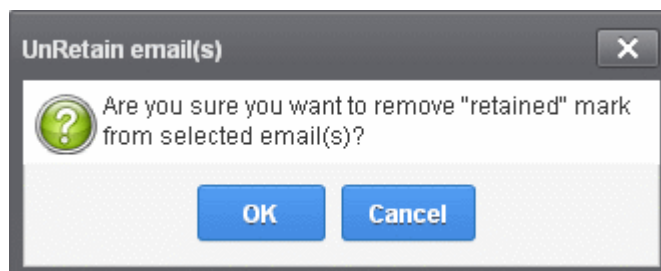 UnRetain email(s)
Are you sure you want to remove "retained" mark
from selected email(s)?
OK Cancel